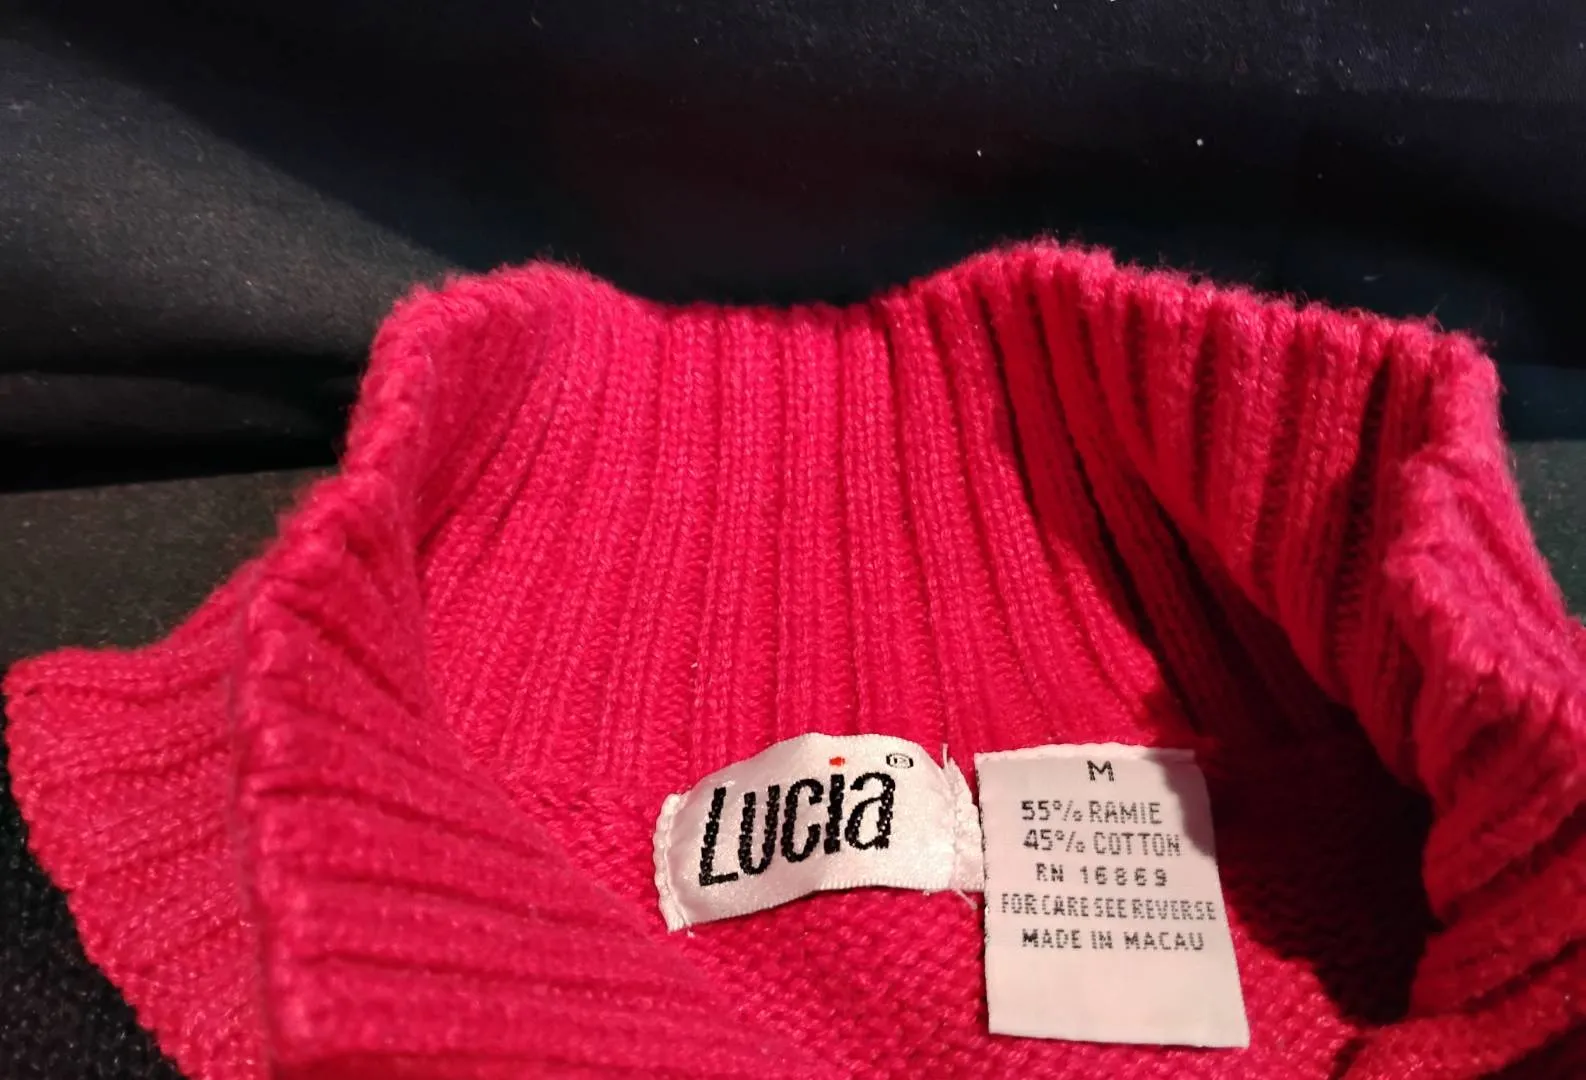 Lucia®
M
55% RAMIE
45% COTTON
RN 16869
FOR CARE SEE REVERSE
MADE IN MACAU